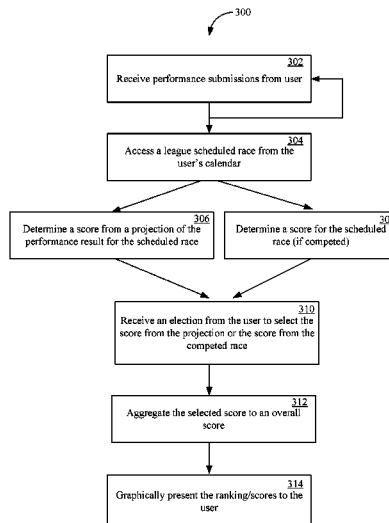 300
302
Receive performance submissions from user
304
Access a league scheduled race from the
user's calendar
306
Determine a score from a projection of the
performance result for the scheduled race
30
Determine a score for the scheduled
race (if competed)
310
Receive an election from the user to select the
score from the projection or the score from the
competed race
312
Aggregate the selected score to an overall
score
314
Graphically present the ranking/scores to the
user